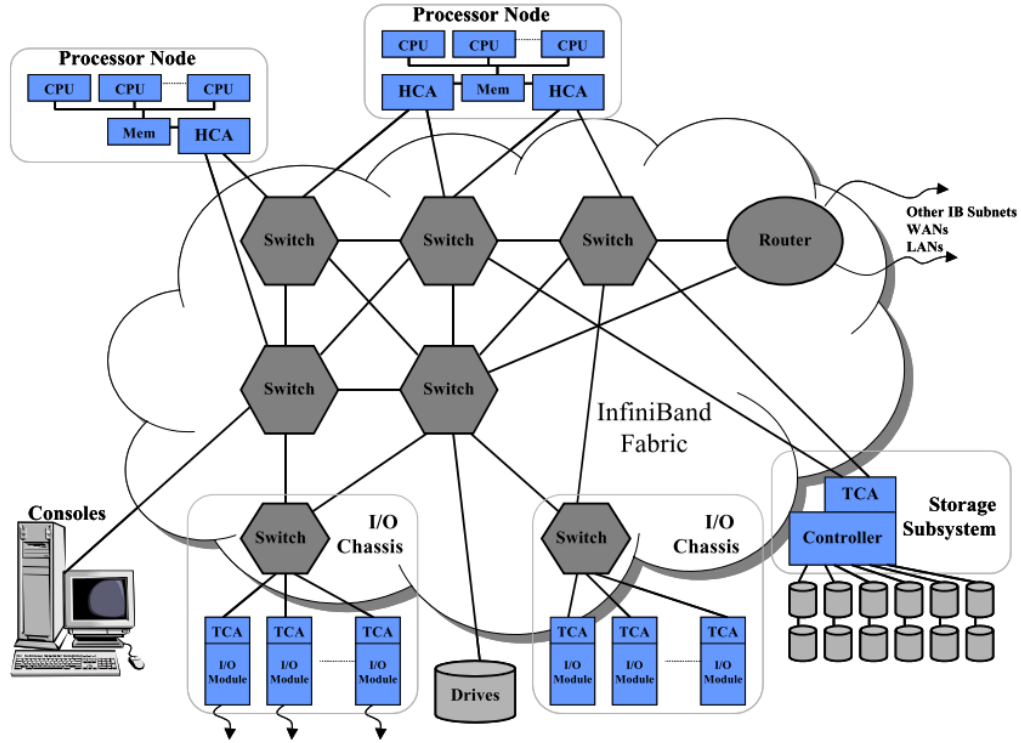 Processor Node
CPU CPU CPU
HCA Mem HCA
Processor Node
CPU CPU CPU
Mem HCA
Switch Switch Switch Router
Other IB Subnets
WANs
LANs
Switch Switch
InfiniBand
Fabric
Consoles
Switch
I/O
Chassis
Switch
I/O
Chassis
TCA
Controller
Storage
Subsystem
TCA TCA TCA
I/O I/O I/O
Module Module Module
Drives
TCA TCA TCA
I/O I/O I/O
Module Module Module